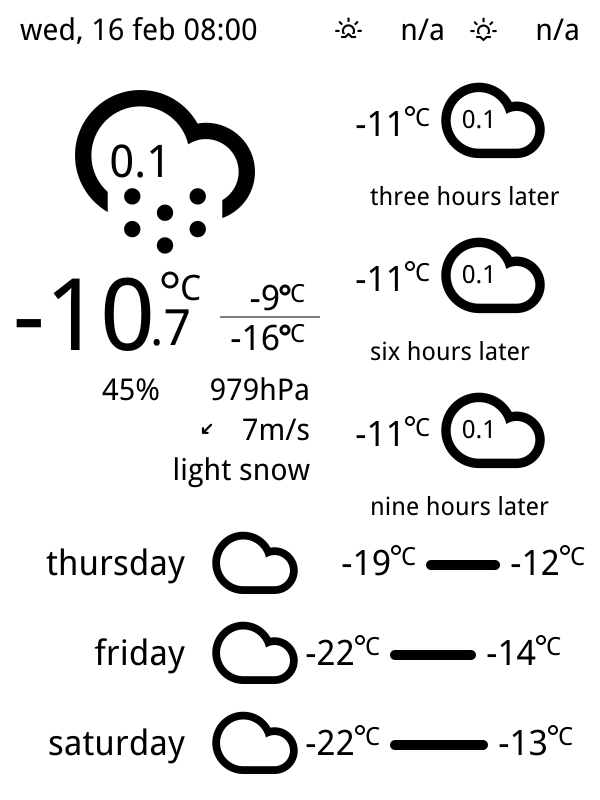 wed, 16 feb 08:00 n/a n/a
0.1
-10.7°C
-9°C
-16°C
45% 979hPa
↙ 7m/s
light snow
-11°C 0.1
three hours later
-11°C 0.1
six hours later
-11°C 0.1
nine hours later
thursday -19°C -12°C
friday -22°C -14°C
saturday -22°C -13°C